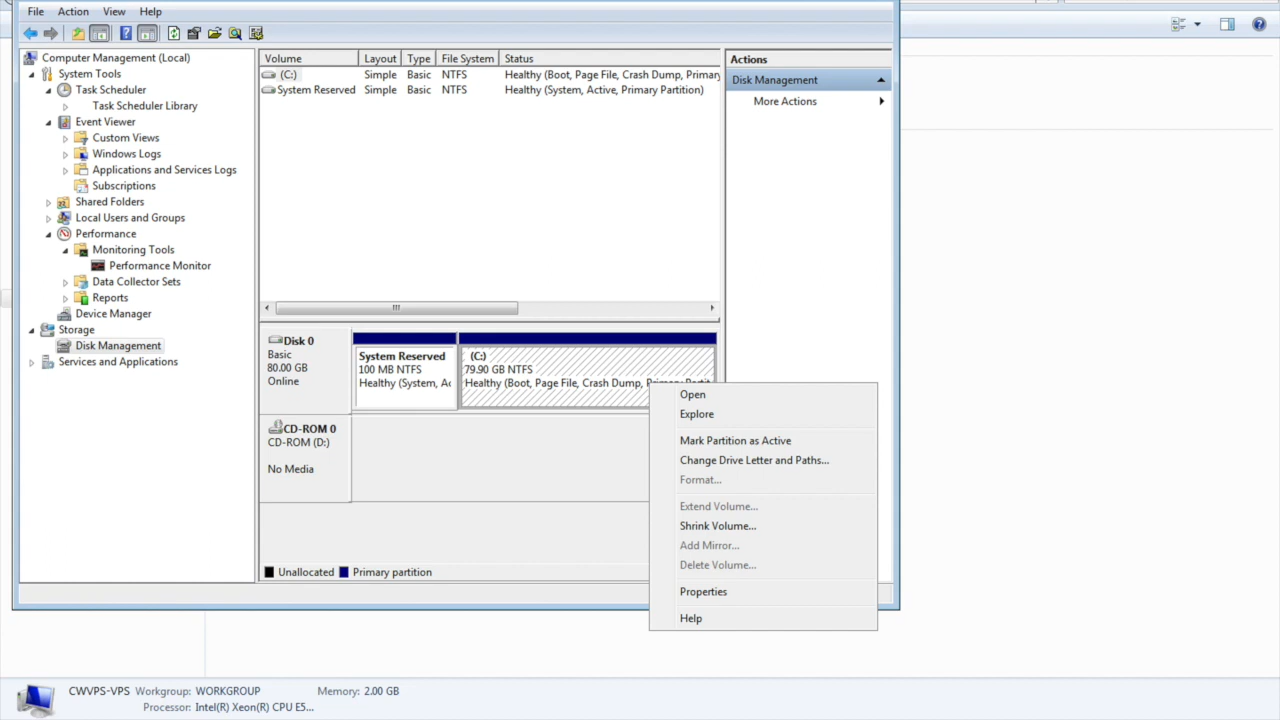 File Action View Help
Computer Management (Local)
System Tools
Task Scheduler
Task Scheduler Library
Event Viewer
Custom Views
Windows Logs
Applications and Services Logs
Subscriptions
Shared Folders
Local Users and Groups
Performance
Monitoring Tools
Performance Monitor
Data Collector Sets
Reports
Device Manager
Storage
Disk Management
Services and Applications
Volume Layout Type File System Status
(C:) Simple Basic NTFS Healthy (Boot, Page File, Crash Dump, Primary
System Reserved Simple Basic NTFS Healthy (System, Active, Primary Partition)
Disk 0
Basic
80.00 GB
Online
System Reserved
100 MB NTFS
Healthy (System, Ac
(C:)
79.90 GB NTFS
Healthy (Boot, Page File, Crash Dump, Primary Partit
CD-ROM 0
CD-ROM (D:)
No Media
Unallocated Primary partition
Actions
Disk Management
More Actions
Open
Explore
Mark Partition as Active
Change Drive Letter and Paths...
Format...
Extend Volume...
Shrink Volume...
Add Mirror...
Delete Volume...
Properties
Help
CWVPS-VPS Workgroup: WORKGROUP Memory: 2.00 GB
Processor: Intel(R) Xeon(R) CPU E5...